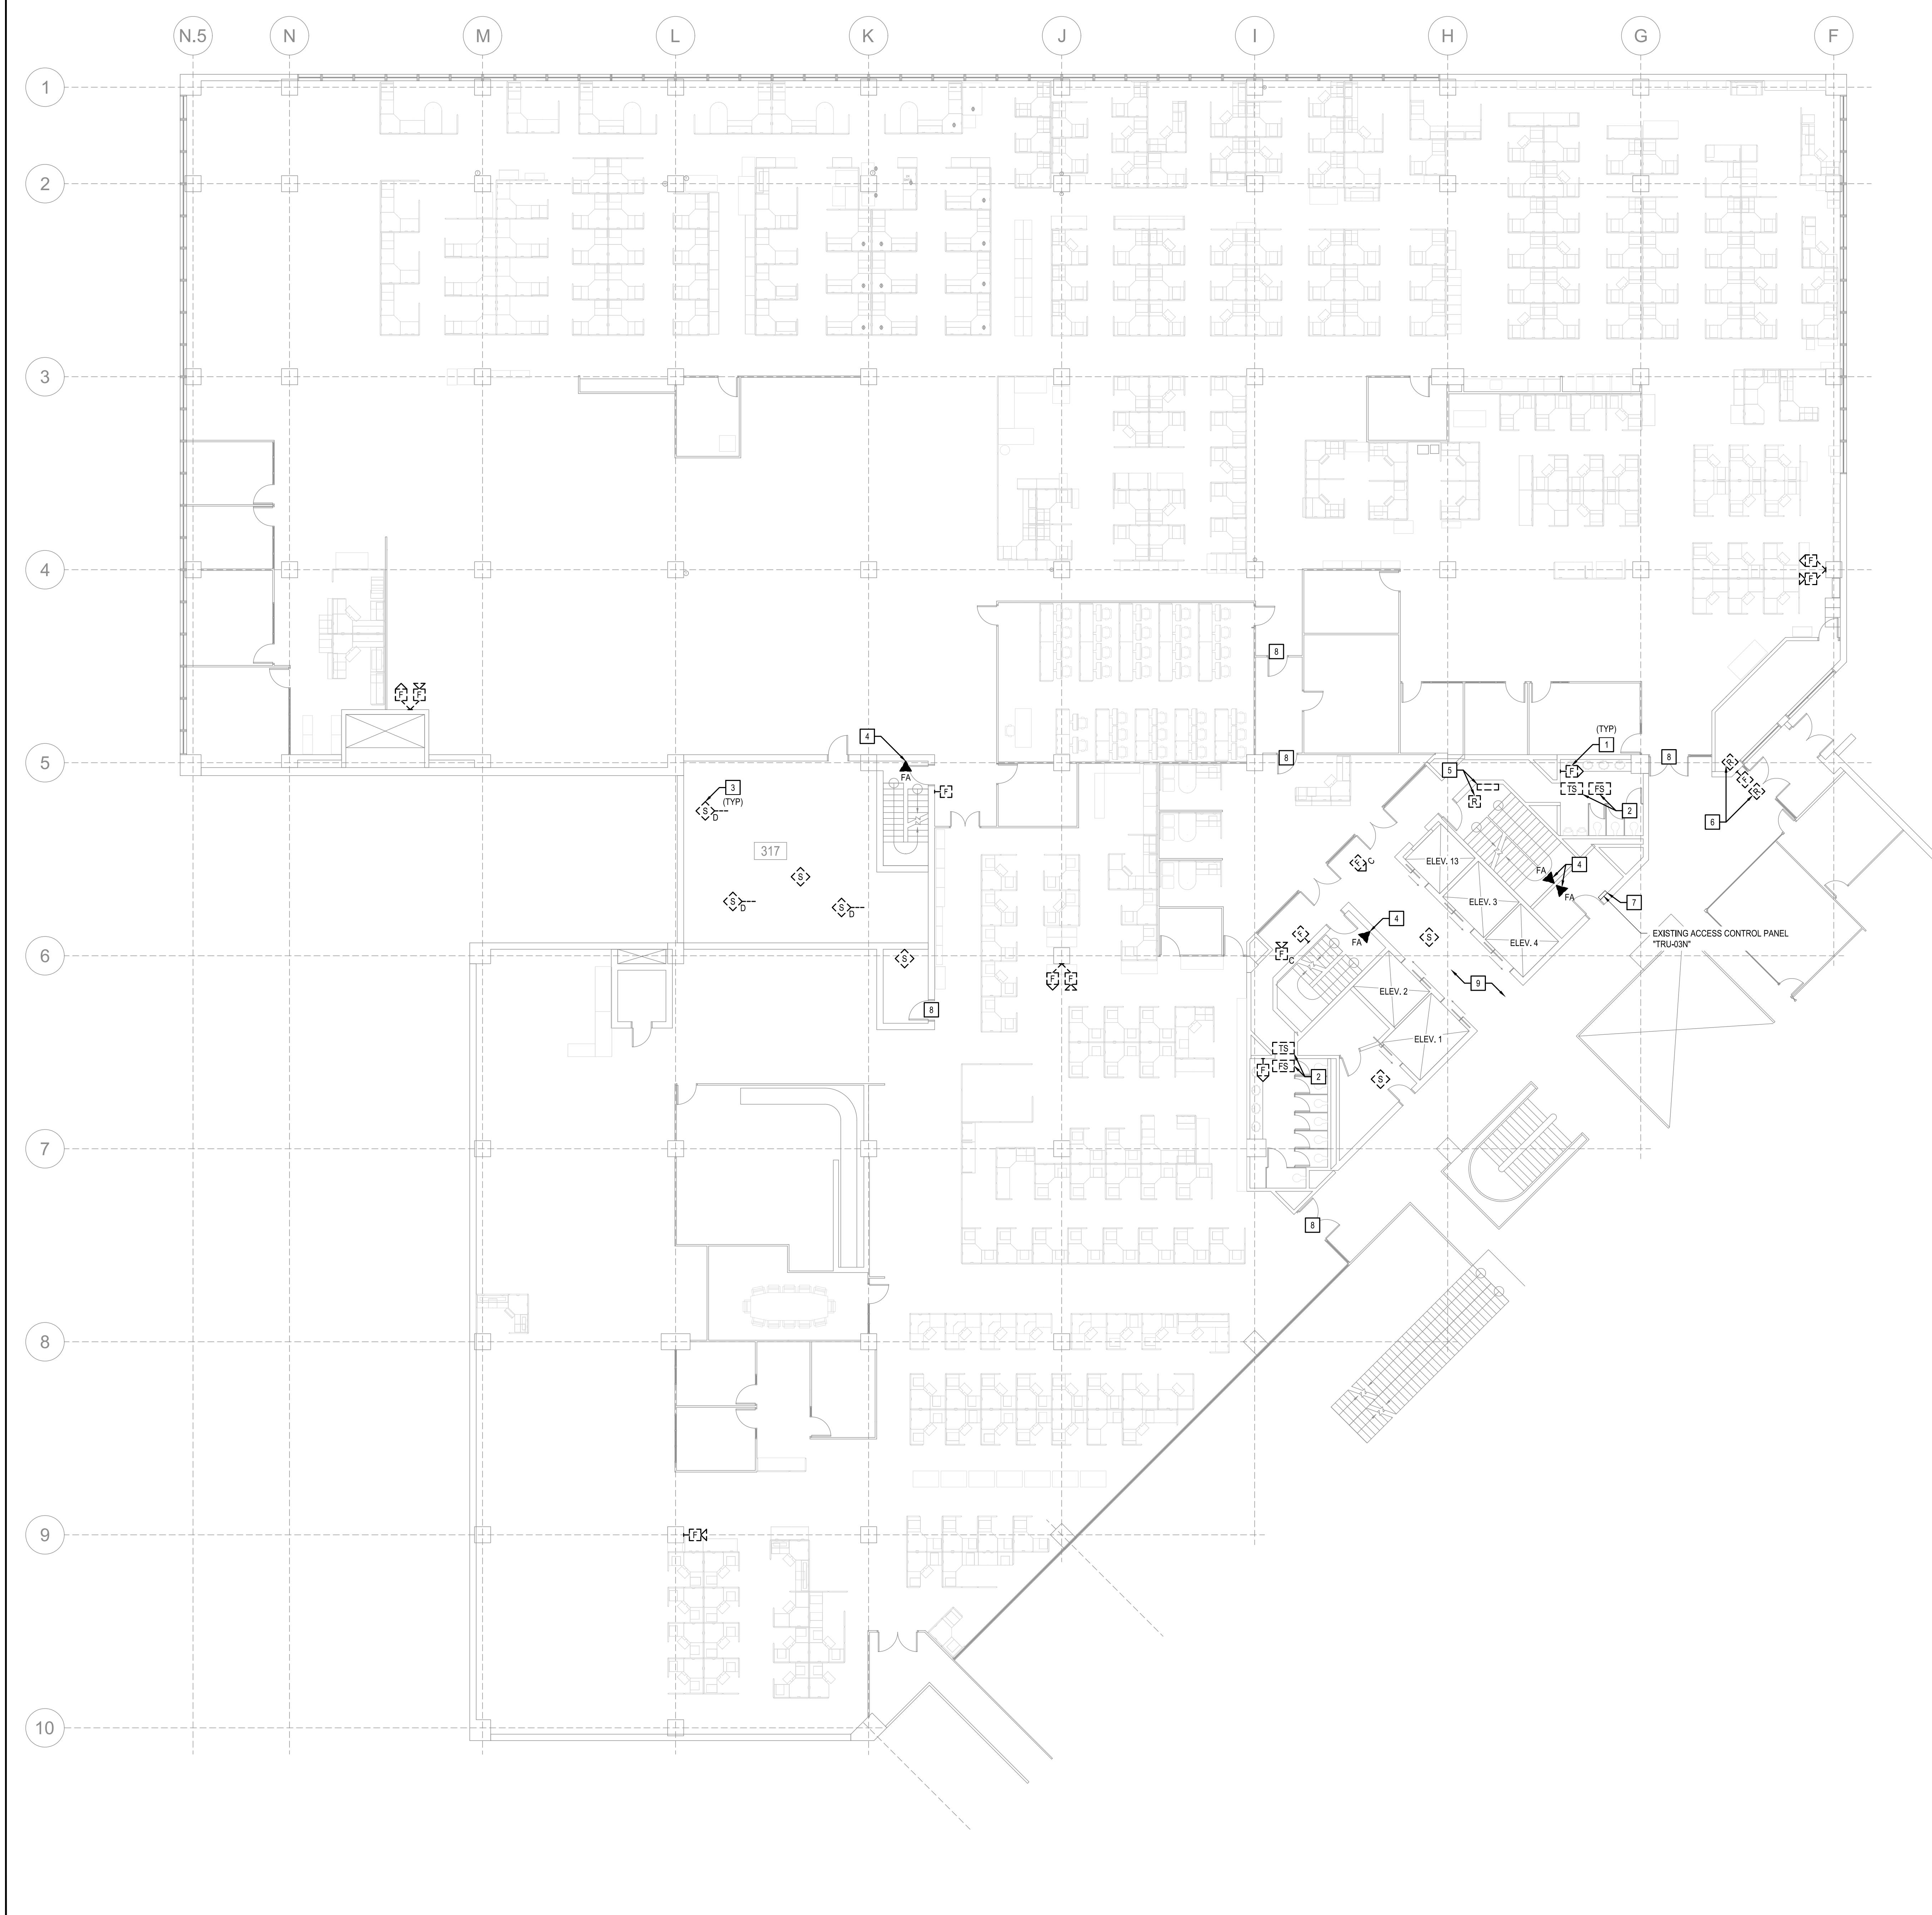 N.5 N M L K J I H G F
1
2
3
4
F
F
8
F F
(TYP)
4
1
5
8
8
FA
5
F
R
3
F
F
TS FS
R
(TYP)
R
S
D
2
6
317
F
C
ELEV. 13
4
S
FA
S
D
S
D
ELEV. 3
FA
7
4
F
FA
S
EXISTING ACCESS CONTROL PANEL
"TRU-03N"
ELEV. 4
F
C
6
S
F F
9
ELEV. 2
8
ELEV. 1
TS
FS
F
2
S
7
8
8
9
F
10